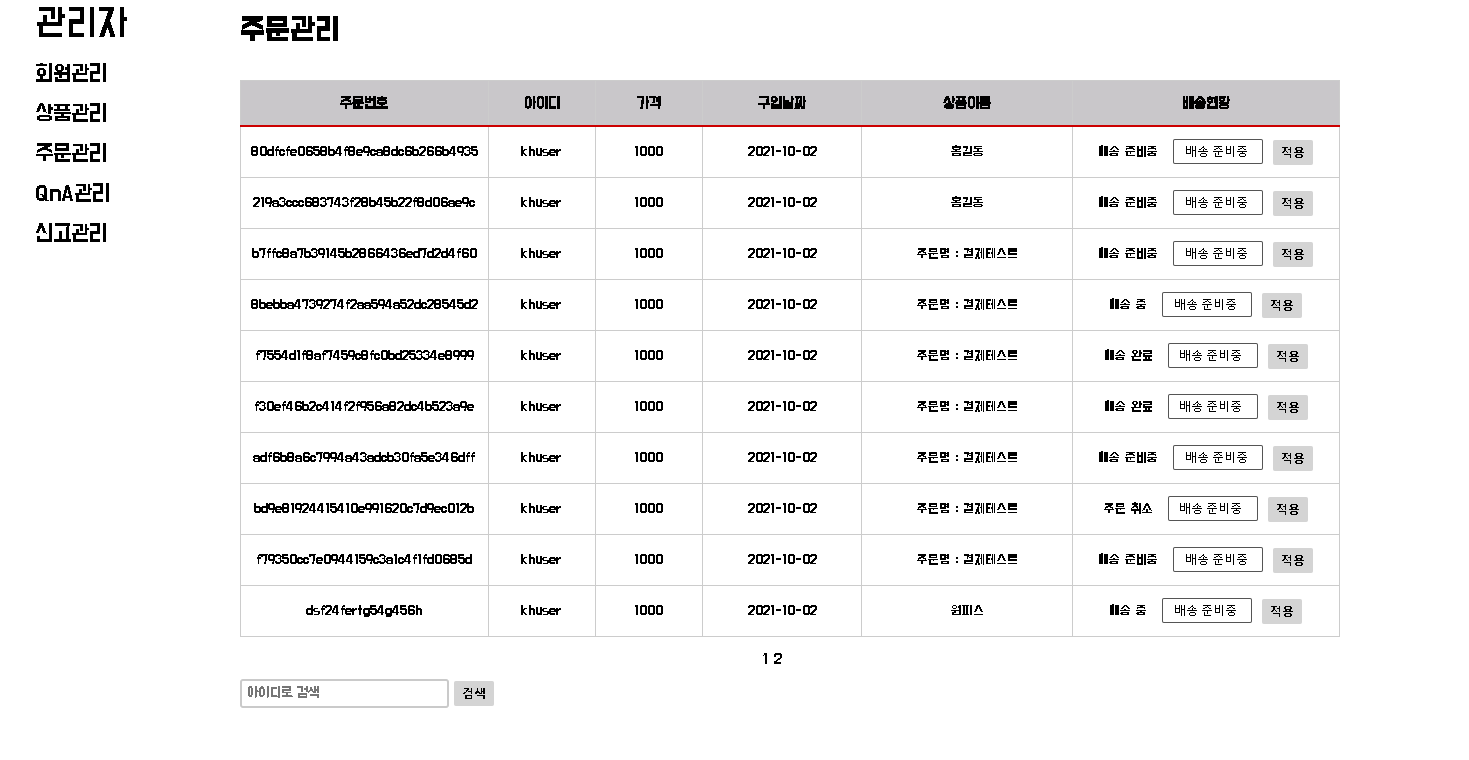 관리자
회원관리
상품관리
주문관리
QnA관리
신고관리
주문관리
주문번호 아이디 가격 구입날짜 상품이름 배송현황
80dfcfe0658b4f8e9ca8dc6b266b4935 khuser 1000 2021-10-02 홍길동 배송 준비중 배송 준비중 적용
219a3ccc683743f28b45b22f8d06ae9c khuser 1000 2021-10-02 홍길동 배송 준비중 배송 준비중 적용
b7ffc8a7b39145b2866436ed7d2d4f60 khuser 1000 2021-10-02 주문명 : 결제테스트 배송 준비중 배송 준비중 적용
8bebba4739274f2aa594a52dc28545d2 khuser 1000 2021-10-02 주문명 : 결제테스트 배송 중 배송 준비중 적용
f7554d1f8af7459c8fc0bd25334e8999 khuser 1000 2021-10-02 주문명 : 결제테스트 배송 완료 배송 준비중 적용
f30ef46b2c414f2f956a82dc4b523a9e khuser 1000 2021-10-02 주문명 : 결제테스트 배송 완료 배송 준비중 적용
adf6b8a6c7994a43adcb30fa5e346dff khuser 1000 2021-10-02 주문명 : 결제테스트 배송 준비중 배송 준비중 적용
bd9e81924415410e991620c7d9ec012b khuser 1000 2021-10-02 주문명 : 결제테스트 주문 취소 배송 준비중 적용
f79350cc7e0944159c3a1c4f1fd0685d khuser 1000 2021-10-02 주문명 : 결제테스트 배송 준비중 배송 준비중 적용
dsf24fertg54g456h khuser 1000 2021-10-02 원피스 배송 중 배송 준비중 적용
1 2
아이디로 검색 검색